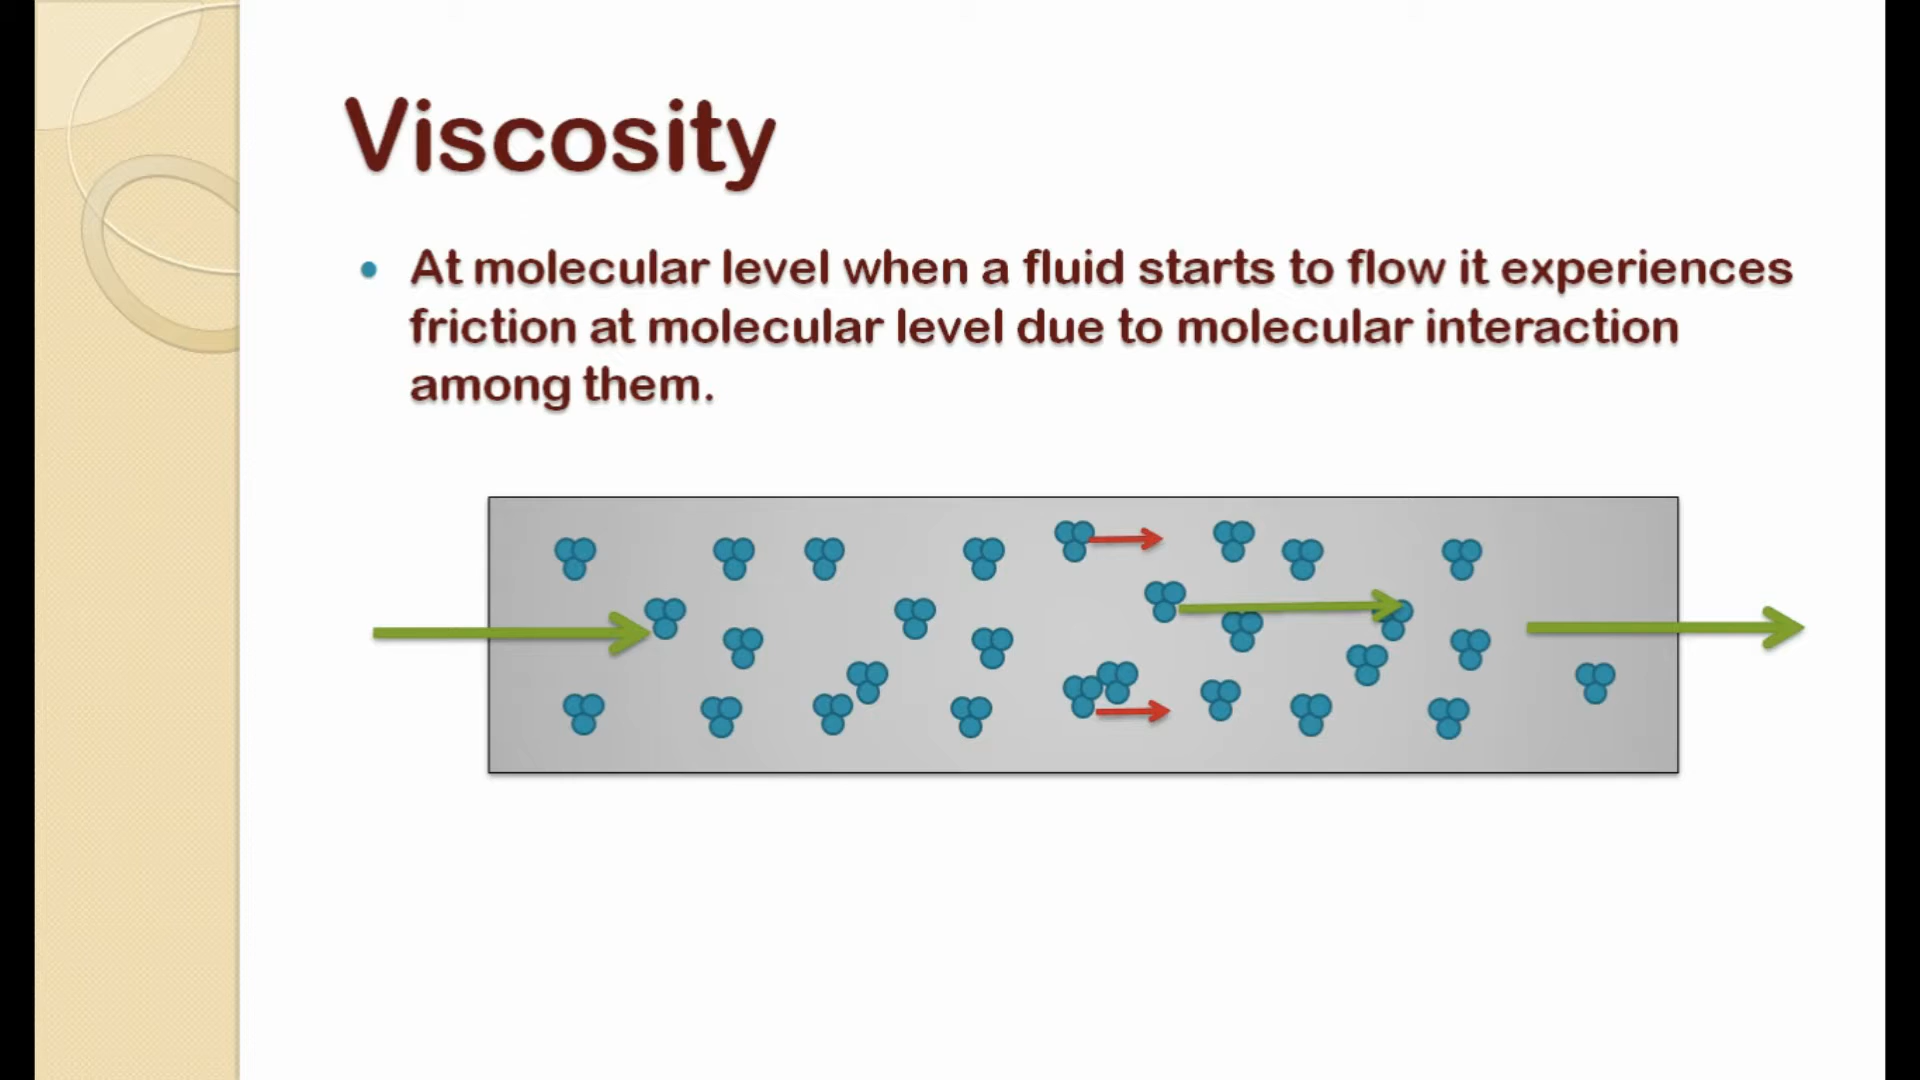 Viscosity
• At molecular level when a fluid starts to flow it experiences
friction at molecular level due to molecular interaction
among them.